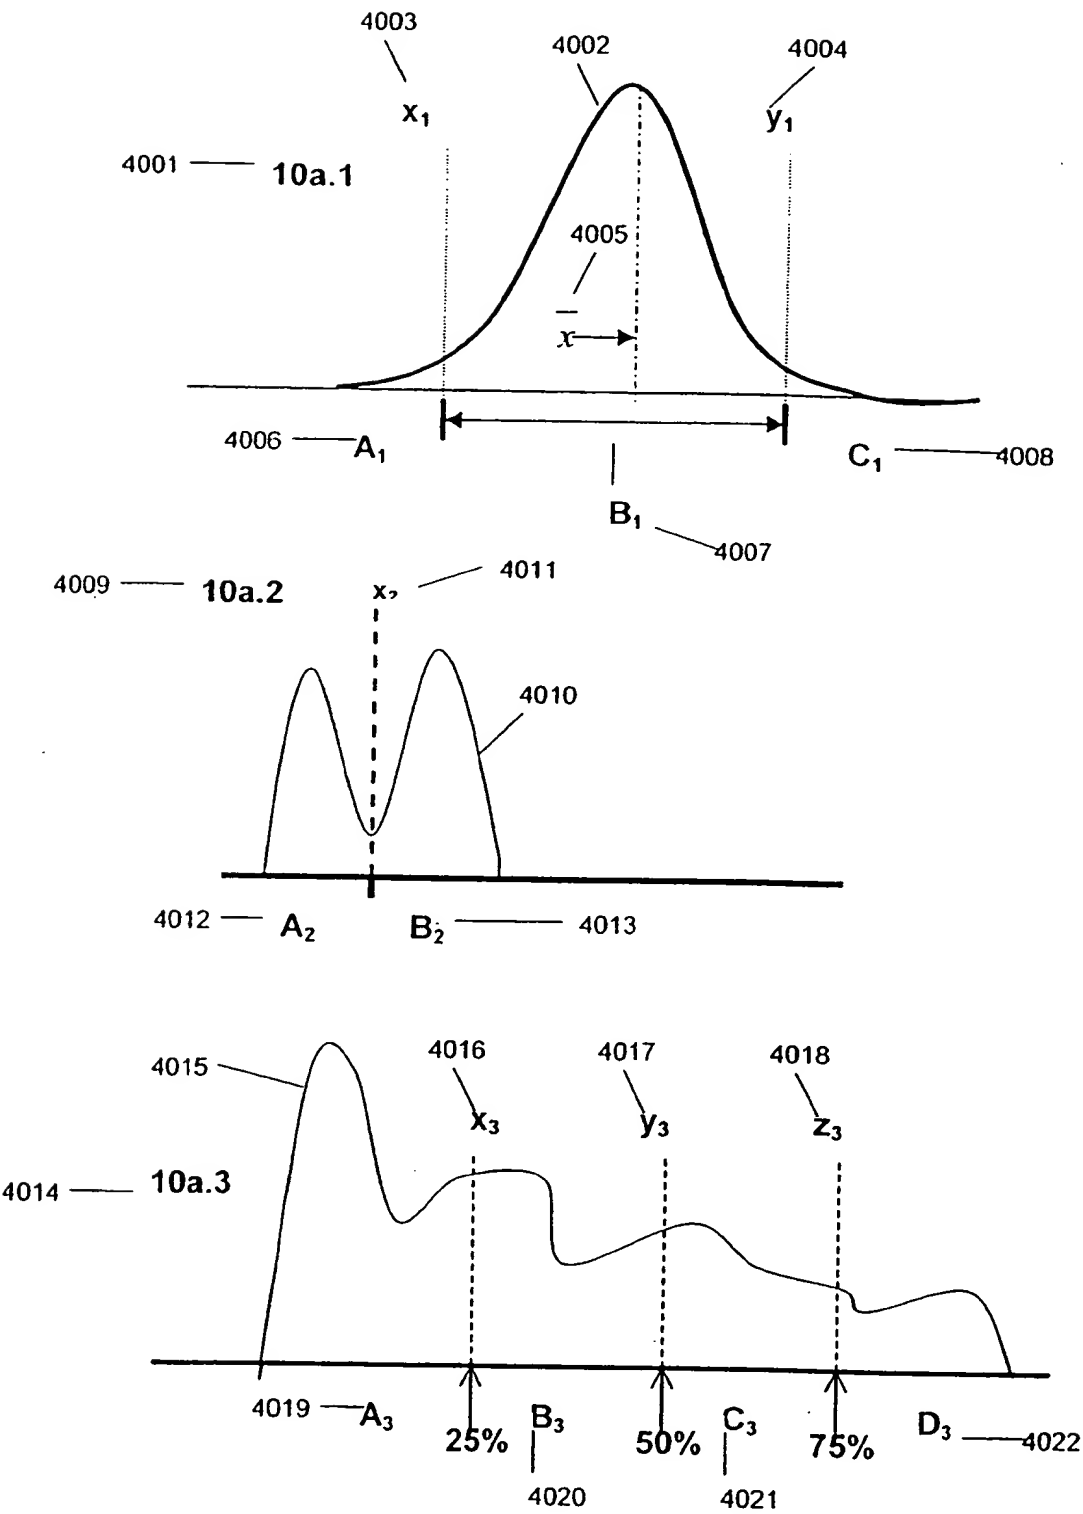 4003
4002
4004
x₁
y₁
4001
10a.1
4005
x̄
4006
A₁
C₁
4008
B₁
4007
4009
10a.2
x₂
4011
4010
4012
A₂
B₂
4013
4015
4016
4017
4018
x₃
y₃
z₃
4014
10a.3
4019
A₃
B₃
C₃
D₃
25%
50%
75%
4022
4020
4021